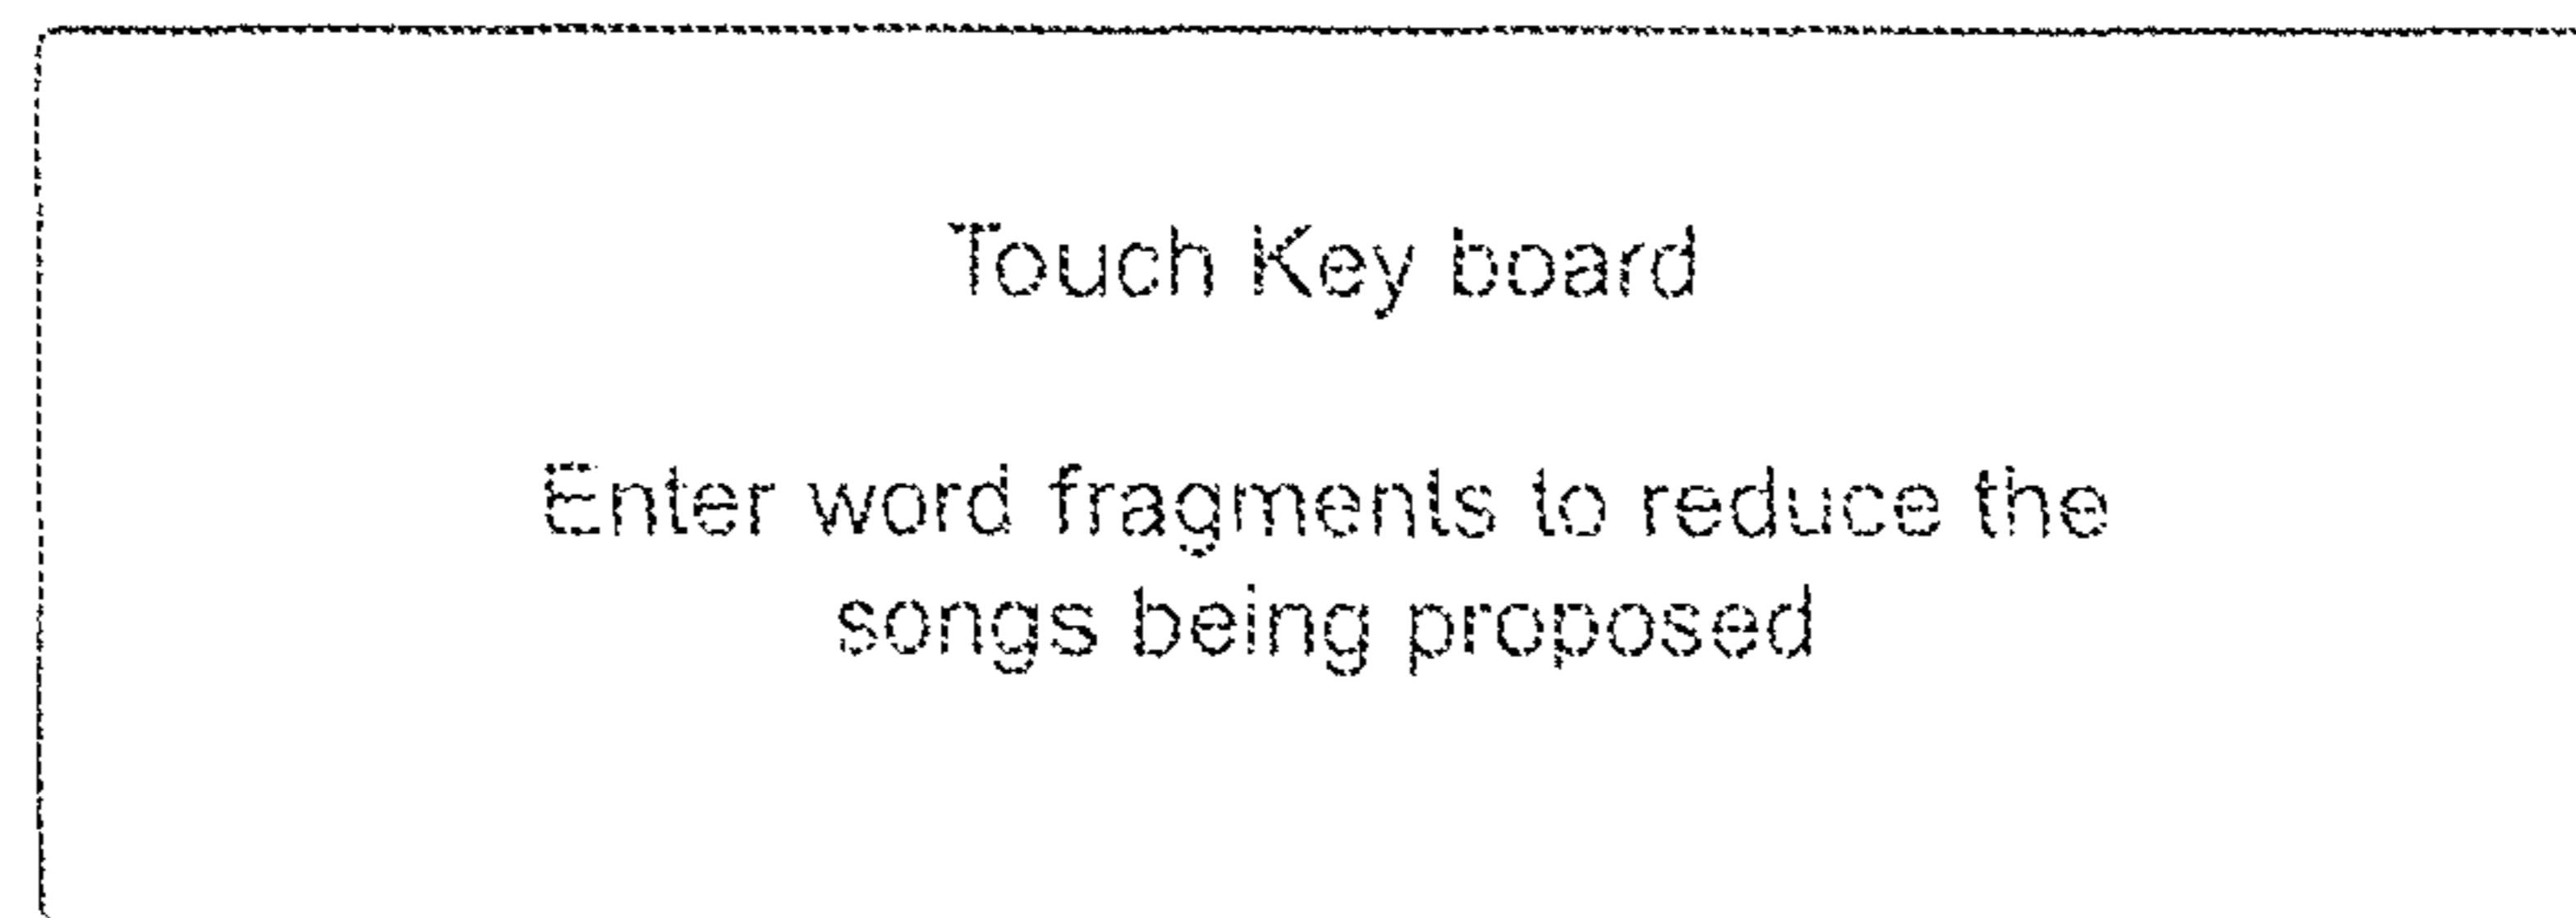 Touch Key board
Enter word fragments to reduce the
songs being proposed